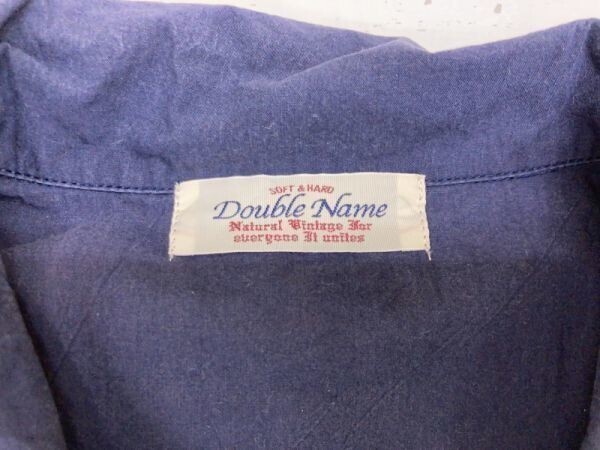 SOFT & HARD
Double Name
Natural Vintage For
everyone It unites